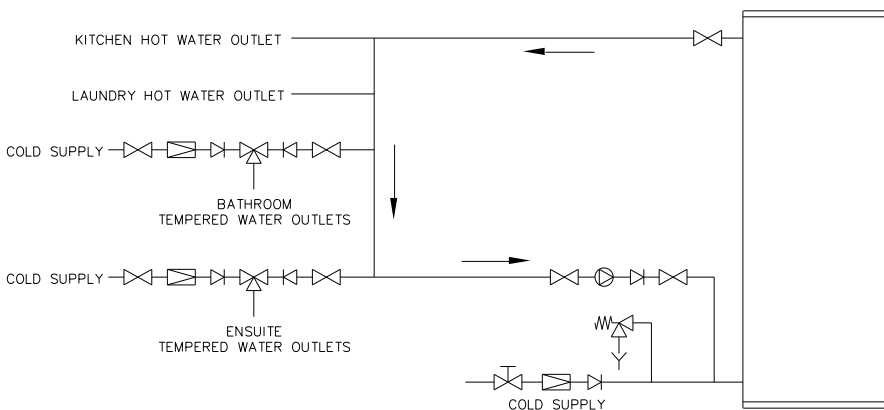 KITCHEN HOT WATER OUTLET
LAUNDRY HOT WATER OUTLET
COLD SUPPLY
BATHROOM
TEMPERED WATER OUTLETS
COLD SUPPLY
ENSUITE
TEMPERED WATER OUTLETS
COLD SUPPLY